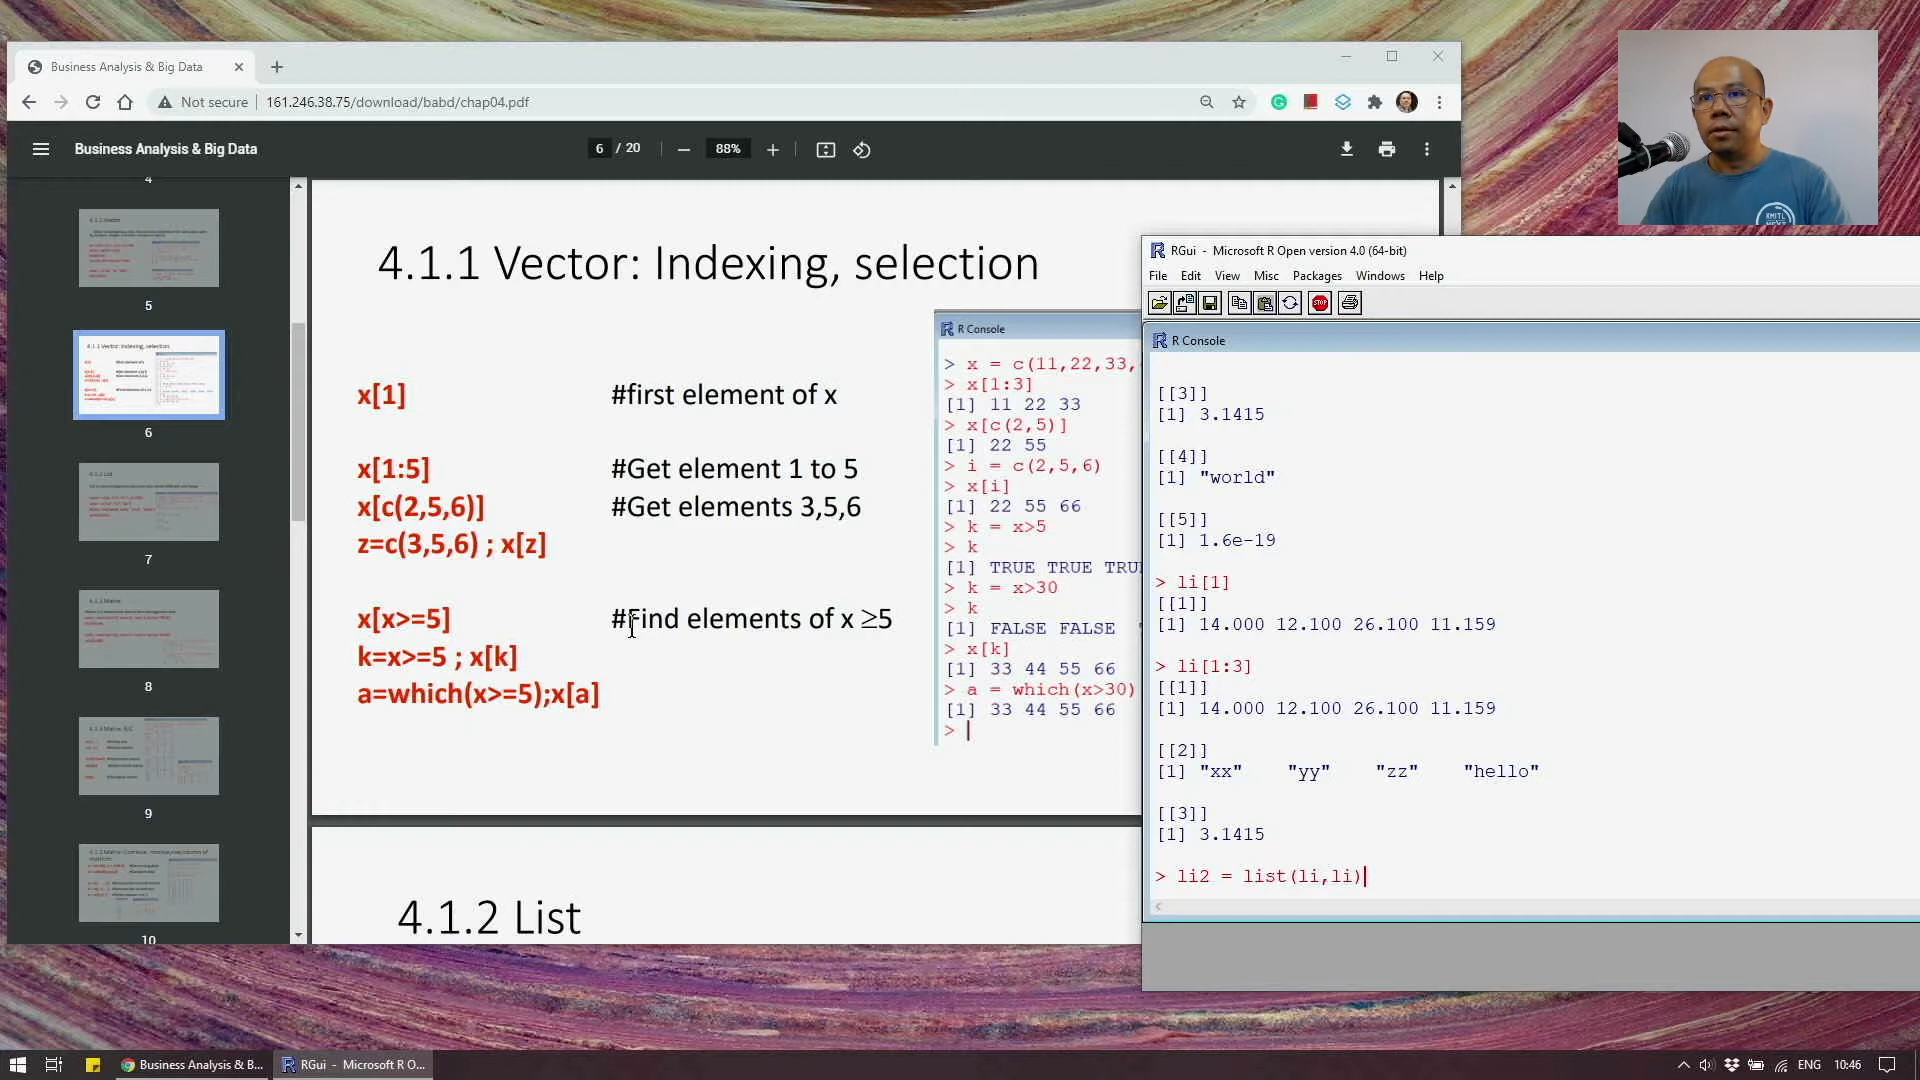 Business Analysis & Big Data
Not secure
161.246.38.75/download/babd/chap04.pdf
Business Analysis & Big Data
6 / 20
88%
4
5
6
7
8
9
10
4.1.1 Vector: Indexing, selection
x[1] #first element of x
x[1:5] #Get element 1 to 5
x[c(2,5,6)] #Get elements 3,5,6
z=c(3,5,6) ; x[z]
x[x>=5] #Find elements of x ≥5
k=x>=5 ; x[k]
a=which(x>=5);x[a]
R Console
> x = c(11,22,33,
> x[1:3]
[1] 11 22 33
> x[c(2,5)]
[1] 22 55
> i = c(2,5,6)
> x[i]
[1] 22 55 66
> k = x>5
> k
[1] TRUE TRUE TRU
> k = x>30
> k
[1] FALSE FALSE
> x[k]
[1] 33 44 55 66
> a = which(x>30)
[1] 33 44 55 66
>
4.1.2 List
RGui - Microsoft R Open version 4.0 (64-bit)
File Edit View Misc Packages Windows Help
STOP
R Console
[[3]]
[1] 3.1415
[[4]]
[1] "world"
[[5]]
[1] 1.6e-19
> li[1]
[[1]]
[1] 14.000 12.100 26.100 11.159
> li[1:3]
[[1]]
[1] 14.000 12.100 26.100 11.159
[[2]]
[1] "xx" "yy" "zz" "hello"
[[3]]
[1] 3.1415
> li2 = list(li,li)
KMITL
Business Analysis & B...
RGui - Microsoft R O...
ENG
10:46